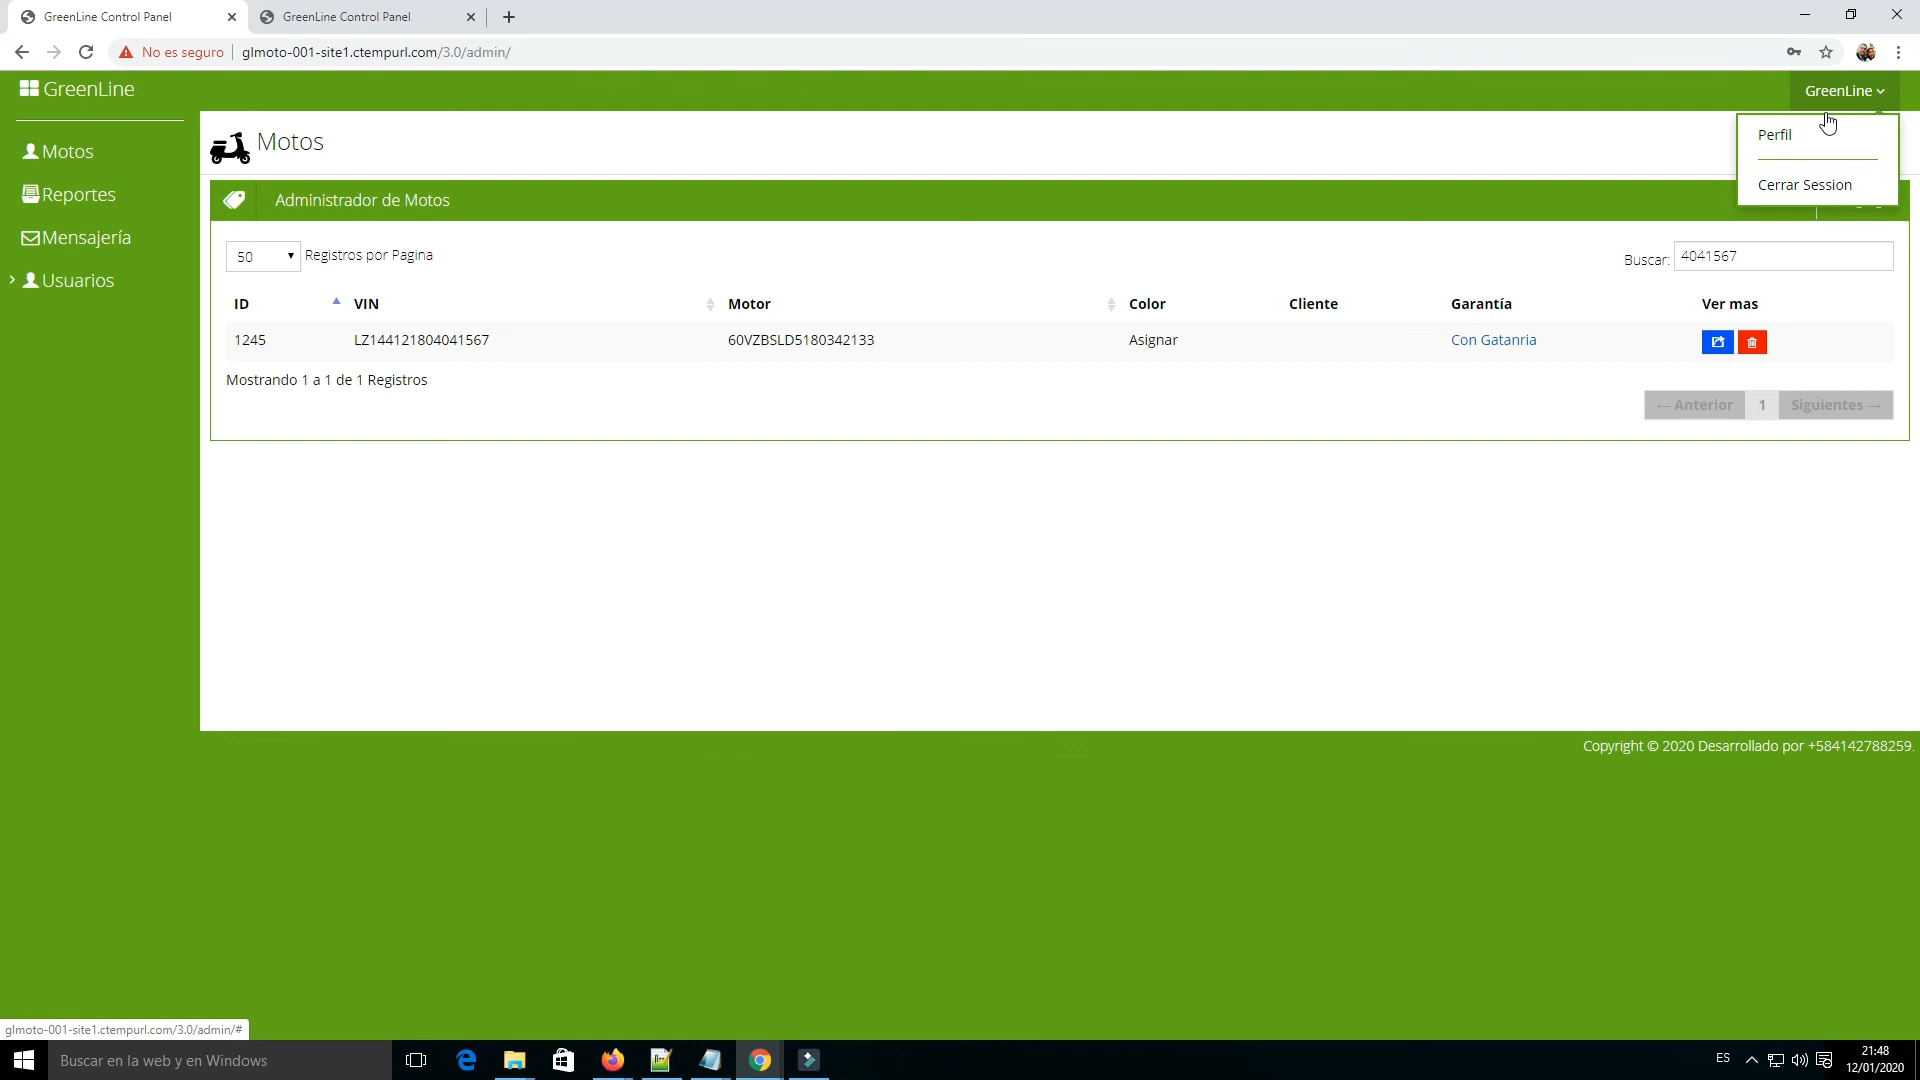 GreenLine Control Panel
GreenLine Control Panel
No es seguro
glmoto-001-site1.ctempurl.com/3.0/admin/
GreenLine
GreenLine
Perfil
Cerrar Session
Motos
Reportes
Mensajería
Usuarios
Motos
Administrador de Motos
50 Registros por Pagina
Buscar: 4041567
ID VIN Motor Color Cliente Garantía Ver mas
1245 LZ144121804041567 60VZBSLD5180342133 Asignar Con Gatanria
Mostrando 1 a 1 de 1 Registros
← Anterior 1 Siguientes →
Copyright © 2020 Desarrollado por +584142788259.
glmoto-001-site1.ctempurl.com/3.0/admin/#
Buscar en la web y en Windows
ES
21:48
12/01/2020